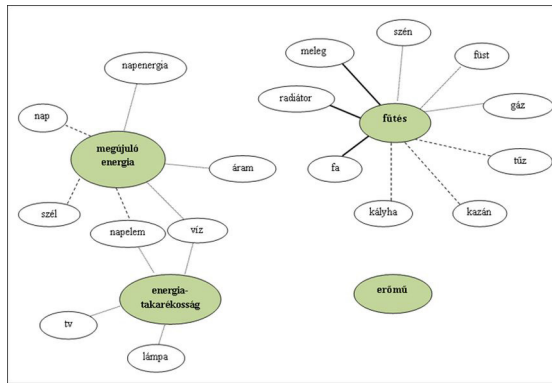 szén
meleg
füst
napenergia
radiátor
gáz
nap
fűtés
megújuló
energia
fa
áram
tűz
szél
napelem
víz
kályha
kazán
energia-
takarékosság
erőmű
tv
lámpa